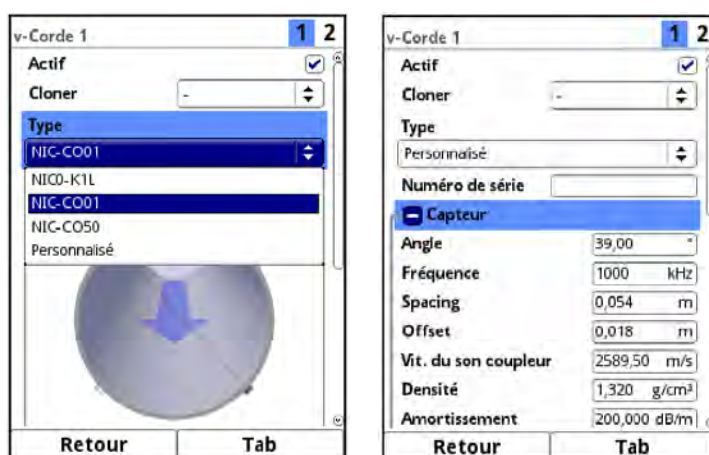 v-Corde 1 1 2
Actif
Cloner -
Type
NIC-CO01
NIC0-K1L
NIC-CO01
NIC-CO50
Personnalisé
Retour Tab
v-Corde 1 1 2
Actif
Cloner -
Type
Personnalisé
Numéro de série
Capteur
Angle 39,00 °
Fréquence 1000 kHz
Spacing 0,054 m
Offset 0,018 m
Vit. du son coupleur 2589,50 m/s
Densité 1,320 g/cm³
Amortissement 200,000 dB/m
Retour Tab